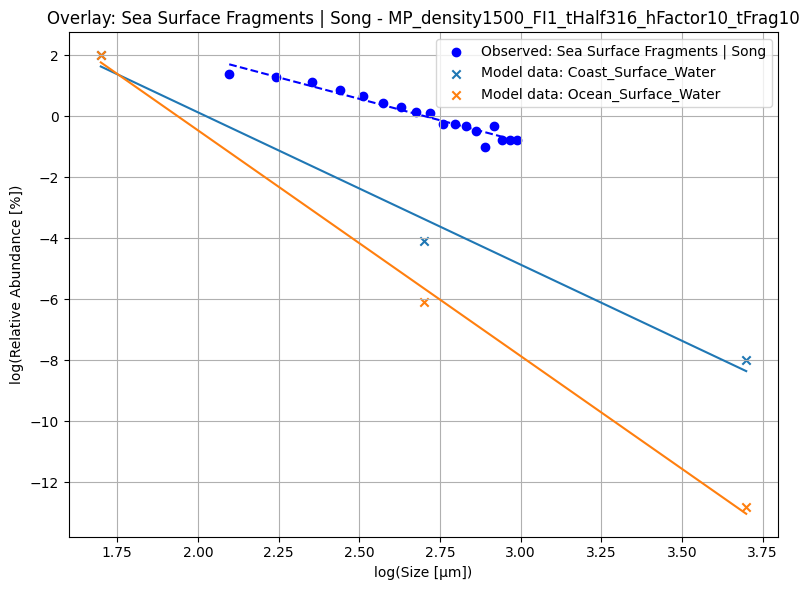 Overlay: Sea Surface Fragments | Song - MP_density1500_FI1_tHalf316_hFactor10_tFrag10
Observed: Sea Surface Fragments | Song
Model data: Coast_Surface_Water
Model data: Ocean_Surface_Water
log(Relative Abundance [%])
2
0
−2
−4
−6
−8
−10
−12
1.75 2.00 2.25 2.50 2.75 3.00 3.25 3.50 3.75
log(Size [μm])